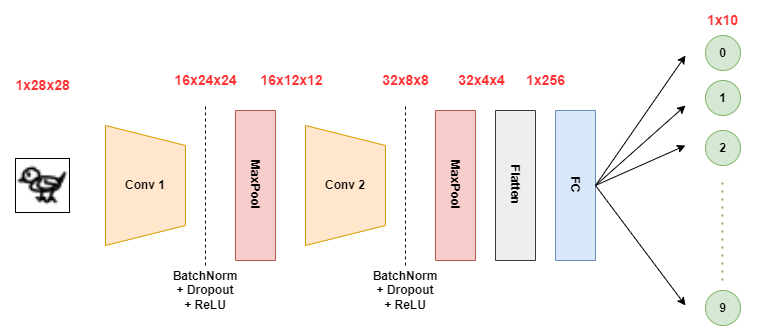 1x28x28
Conv 1
16x24x24
BatchNorm
+ Dropout
+ ReLU
16x12x12
MaxPool
Conv 2
32x8x8
BatchNorm
+ Dropout
+ ReLU
32x4x4
MaxPool
Flatten
1x256
FC
1x10
0
1
2
9